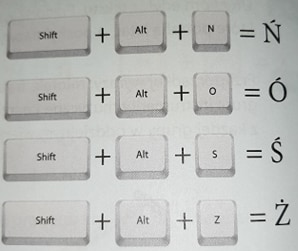 Shift + Alt + N = Ń
Shift + Alt + O = Ó
Shift + Alt + S = Ś
Shift + Alt + Z = Ż